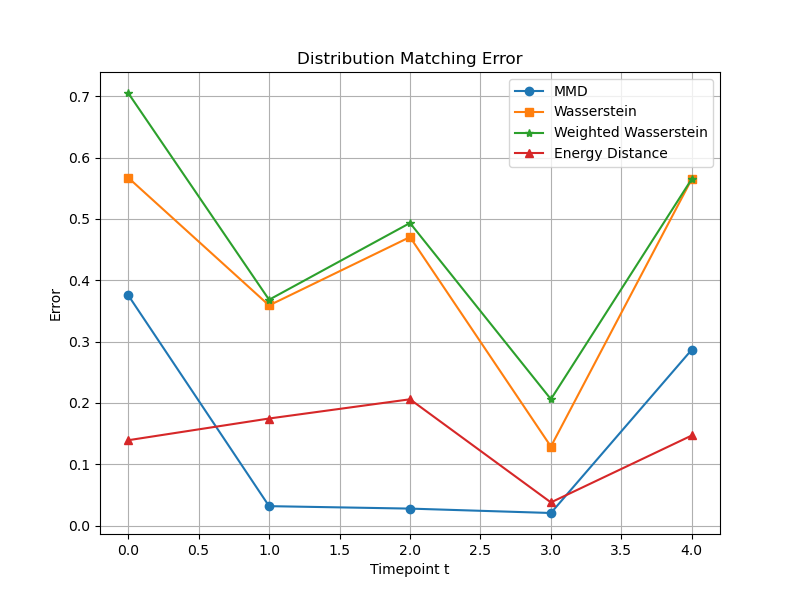 Distribution Matching Error
MMD
Wasserstein
Weighted Wasserstein
Energy Distance
Error
0.7
0.6
0.5
0.4
0.3
0.2
0.1
0.0
0.0 0.5 1.0 1.5 2.0 2.5 3.0 3.5 4.0
Timepoint t